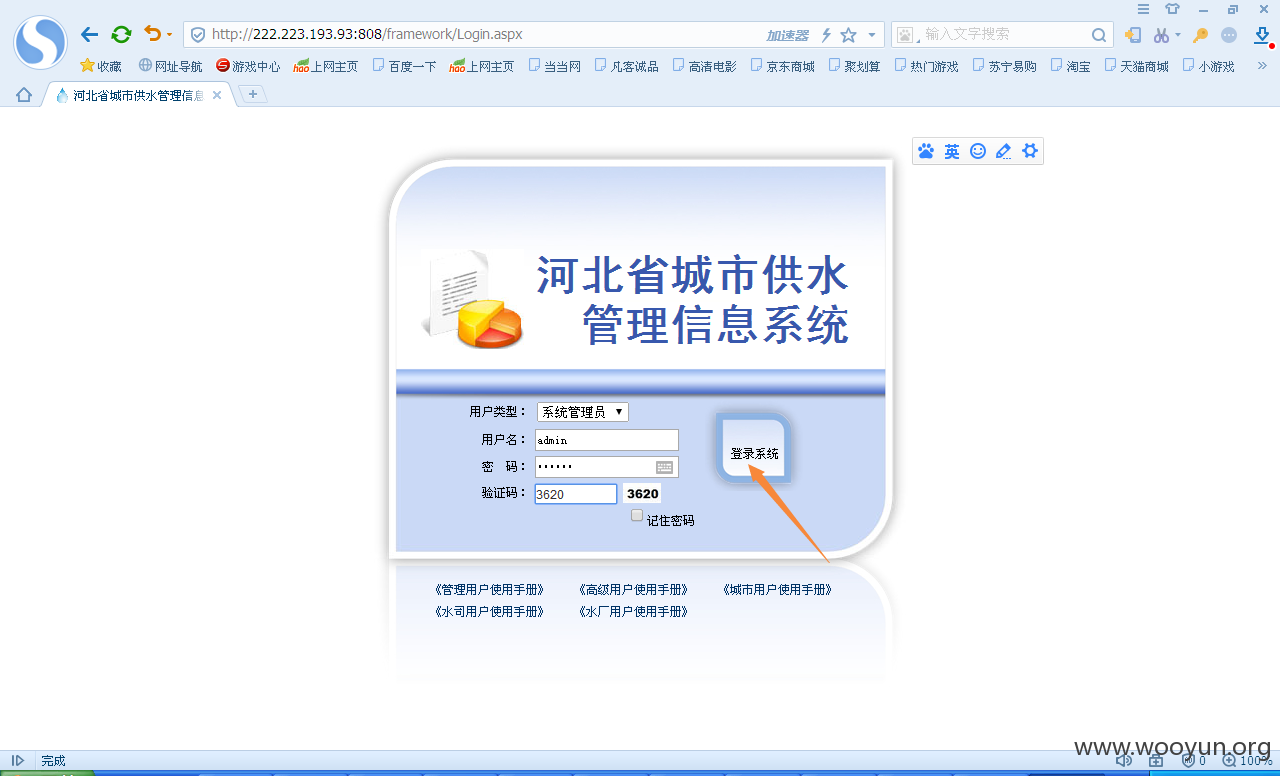 http://222.223.193.93:808/framework/Login.aspx
加速器
输入文字搜索
收藏 网址导航 游戏中心 hao 上网主页 百度一下 hao 上网主页 当当网 凡客诚品 高清电影 京东商城 聚划算 热门游戏 苏宁易购 淘宝 天猫商城 小游戏 »
河北省城市供水管理信息
英
河北省城市供水
管理信息系统
用户类型： 系统管理员
用户名： admin
密 码： ••••••
登录系统
验证码： 3620 3620
记住密码
《管理用户使用手册》 《高级用户使用手册》 《城市用户使用手册》
《水司用户使用手册》 《水厂用户使用手册》
www.wooyun.org
完成 0 100%